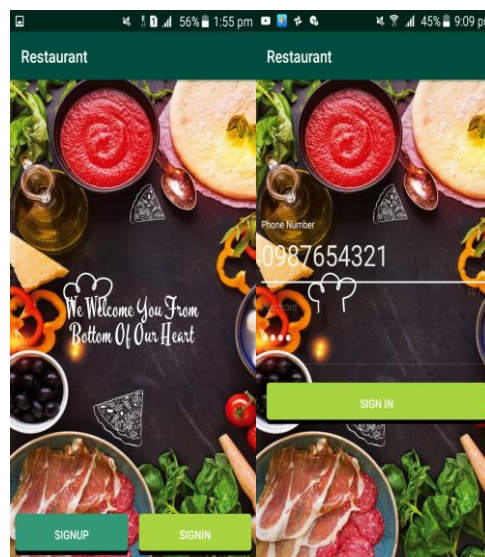 56% 1:55 pm
Restaurant
We Welcome You From
Bottom Of Our Heart
SIGNUP
SIGNIN
45% 9:09 pm
Restaurant
Phone Number
0987654321
Password
SIGN IN